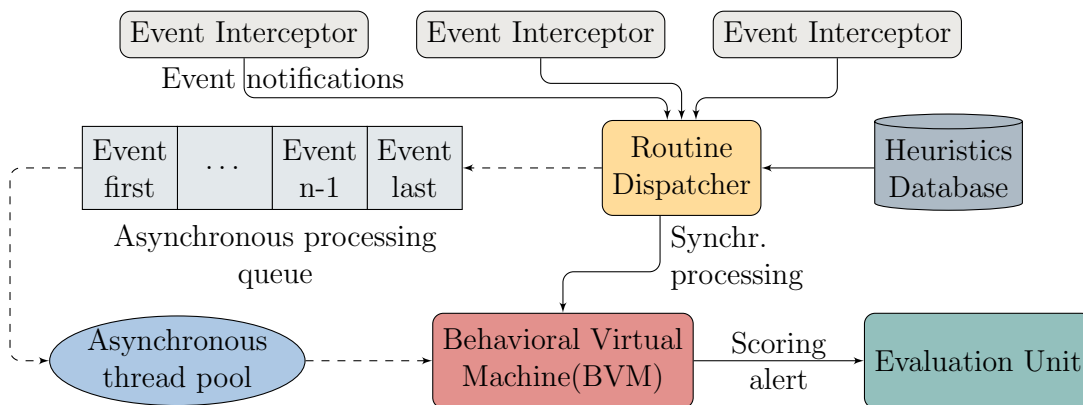 Event Interceptor
Event Interceptor
Event Interceptor
Event notifications
Event
first
...
Event
n-1
Event
last
Routine
Dispatcher
Heuristics
Database
Asynchronous processing
queue
Synchr.
processing
Asynchronous
thread pool
Behavioral Virtual
Machine(BVM)
Scoring
alert
Evaluation Unit